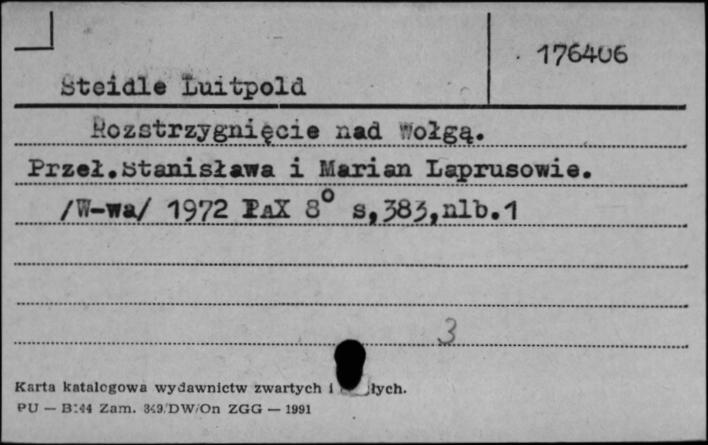 176406
Steidle Luitpold
Rozstrzygnięcie nad Wołgą.
Przeł.Stanisława i Marian Laprusowie.
/W-wa/ 1972 PAX 8° s,383,nlb.1
3
Karta katalogowa wydawnictw zwartych i
PU — B144 Zam. 349/DW/On ZGG — 1991